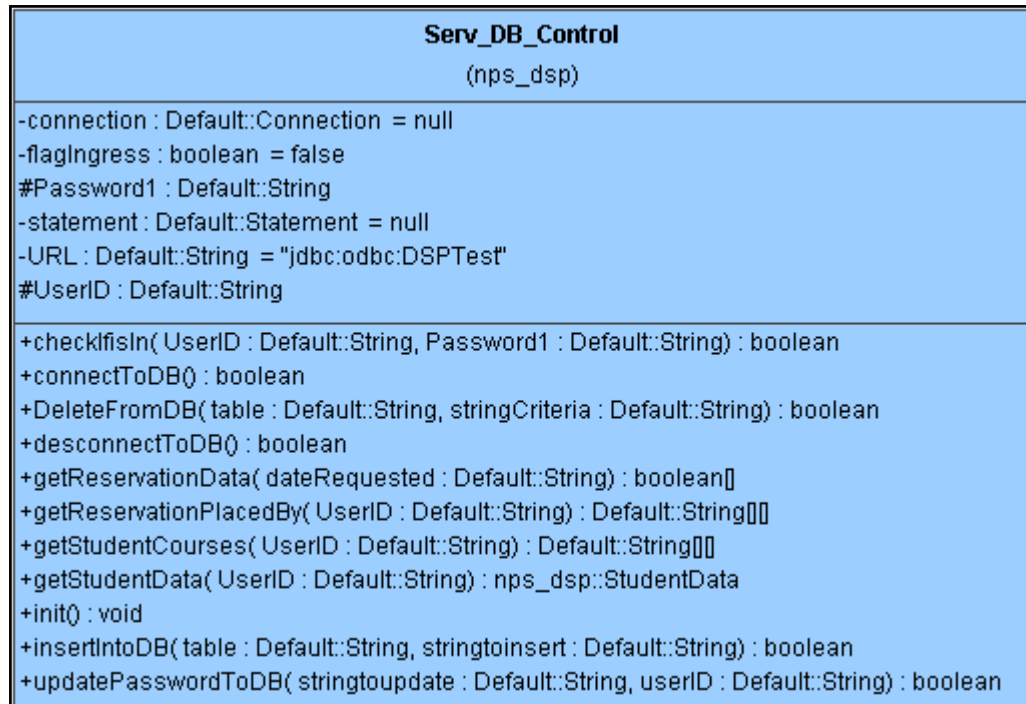 Serv_DB_Control
(nps_dsp)
-connection : Default::Connection = null
-flagIngress : boolean = false
#Password1 : Default::String
-statement : Default::Statement = null
-URL : Default::String = "jdbc:odbc:DSPTest"
#UserID : Default::String
+checkIfisIn( UserID : Default::String, Password1 : Default::String) : boolean
+connectToDB() : boolean
+DeleteFromDB( table : Default::String, stringCriteria : Default::String) : boolean
+desconnectToDB() : boolean
+getReservationData( dateRequested : Default::String) : boolean[]
+getReservationPlacedBy( UserID : Default::String) : Default::String[][]
+getStudentCourses( UserID : Default::String) : Default::String[][]
+getStudentData( UserID : Default::String) : nps_dsp::StudentData
+init() : void
+insertIntoDB( table : Default::String, stringtoinsert : Default::String) : boolean
+updatePasswordToDB( stringtoupdate : Default::String, userID : Default::String) : boolean